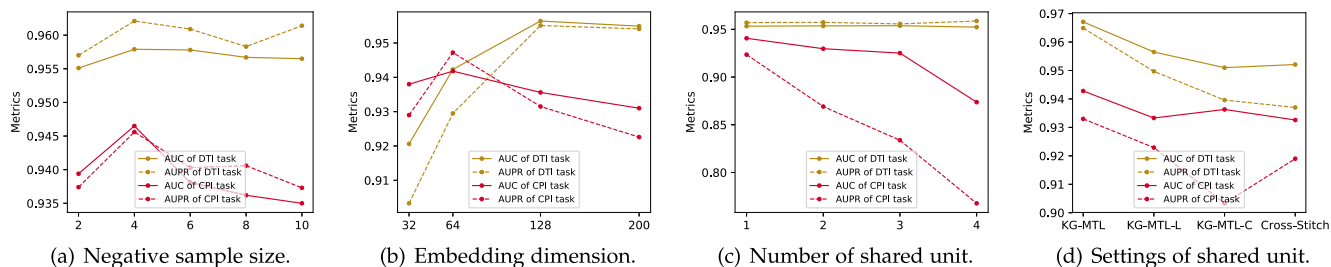 Metrics
0.960
0.955
0.950
0.945
0.940
0.935
AUC of DTI task
AUPR of DTI task
AUC of CPI task
AUPR of CPI task
2 4 6 8 10
(a) Negative sample size.
Metrics
0.95
0.94
0.93
0.92
0.91
AUC of DTI task
AUPR of DTI task
AUC of CPI task
AUPR of CPI task
32 64 128 200
(b) Embedding dimension.
Metrics
0.95
0.90
0.85
0.80
AUC of DTI task
AUPR of DTI task
AUC of CPI task
AUPR of CPI task
1 2 3 4
(c) Number of shared unit.
Metrics
0.97
0.96
0.95
0.94
0.93
0.92
0.91
0.90
AUC of DTI task
AUPR of DTI task
AUC of CPI task
AUPR of CPI task
KG-MTL KG-MTL-L KG-MTL-C Cross-Stitch
(d) Settings of shared unit.